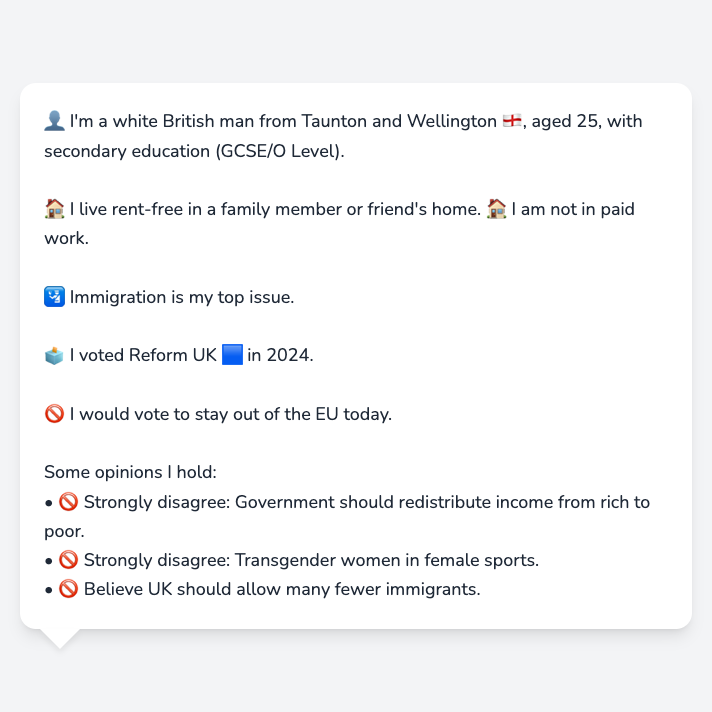 👤 I'm a white British man from Taunton and Wellington 🏴󠁧󠁢󠁥󠁮󠁧󠁿, aged 25, with
secondary education (GCSE/O Level).
🏠 I live rent-free in a family member or friend's home. 🏠 I am not in paid
work.
🛂 Immigration is my top issue.
🗳️ I voted Reform UK 🟦 in 2024.
🚫 I would vote to stay out of the EU today.
Some opinions I hold:
• 🚫 Strongly disagree: Government should redistribute income from rich to
poor.
• 🚫 Strongly disagree: Transgender women in female sports.
• 🚫 Believe UK should allow many fewer immigrants.